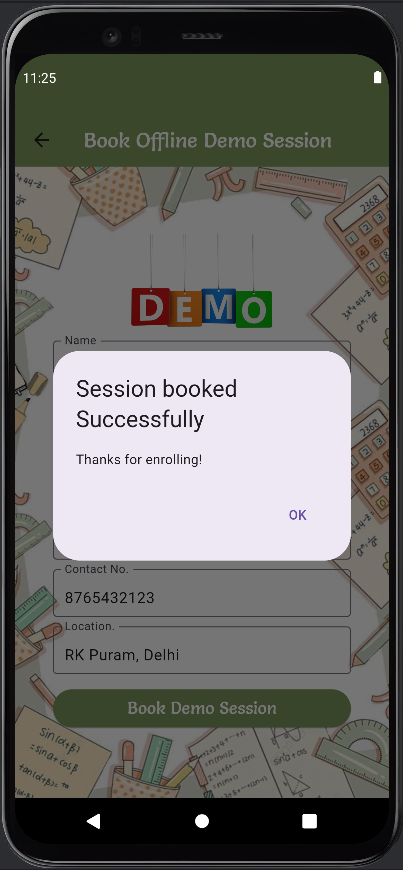 11:25
Book Offline Demo Session
2368
DEMO
Name
Session booked
Successfully
Thanks for enrolling!
OK
Contact No.
8765432123
Location.
RK Puram, Delhi
Book Demo Session